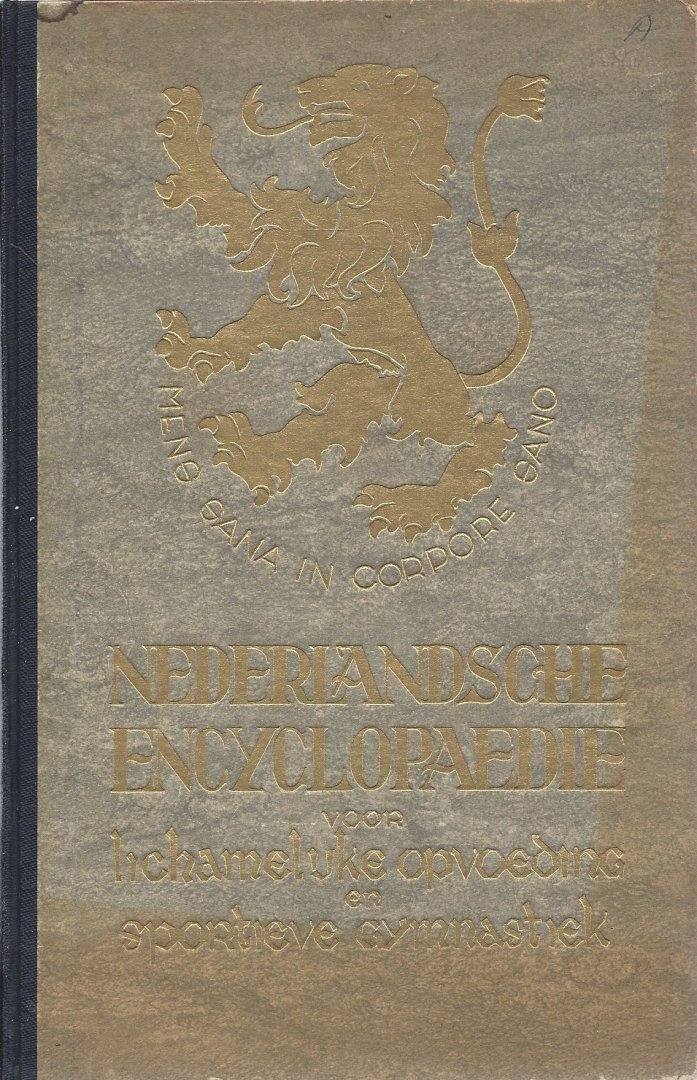 MENS SANA IN CORPORE SANO
NEDERLANDSCHE
ENCYCLOPAEDIE
VOOR
lichamelijke opvoeding
en
sportieve gymnastiek